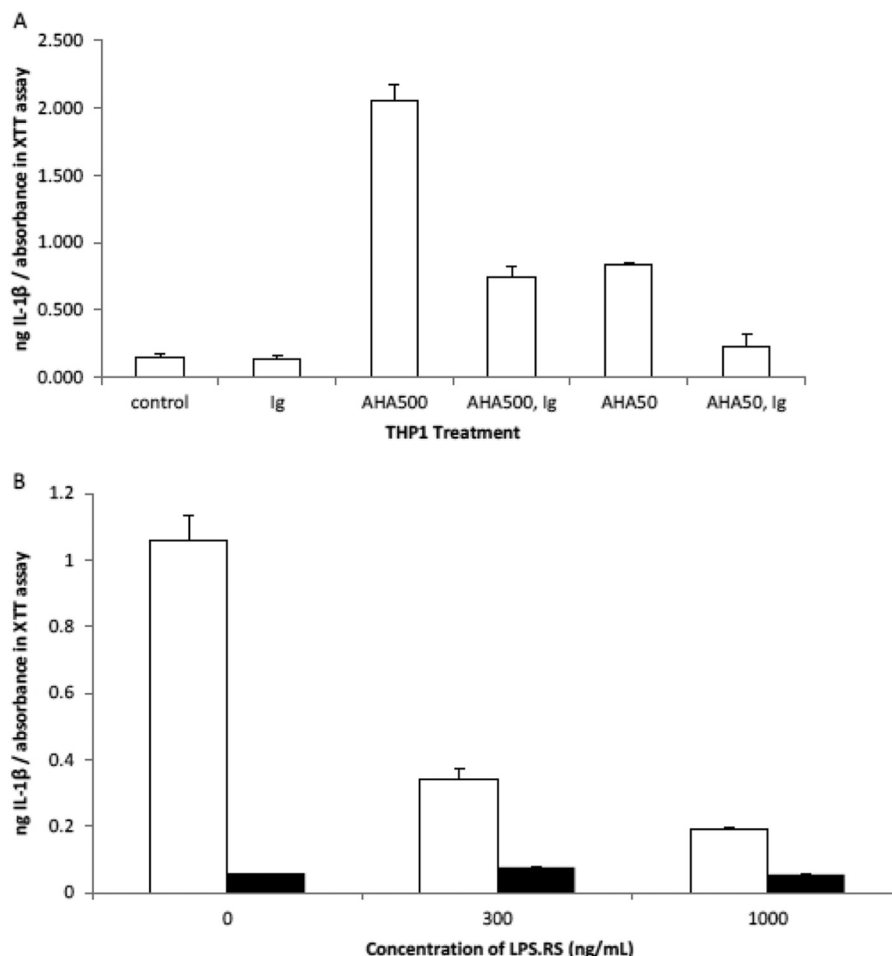 A
ng IL-1β / absorbance in XTT assay
2.500
2.000
1.500
1.000
0.500
0.000
control Ig AHA500 AHA500, Ig AHA50 AHA50, Ig
THP1 Treatment
B
ng IL-1β / absorbance in XTT assay
1.2
1
0.8
0.6
0.4
0.2
0
0 300 1000
Concentration of LPS.RS (ng/mL)